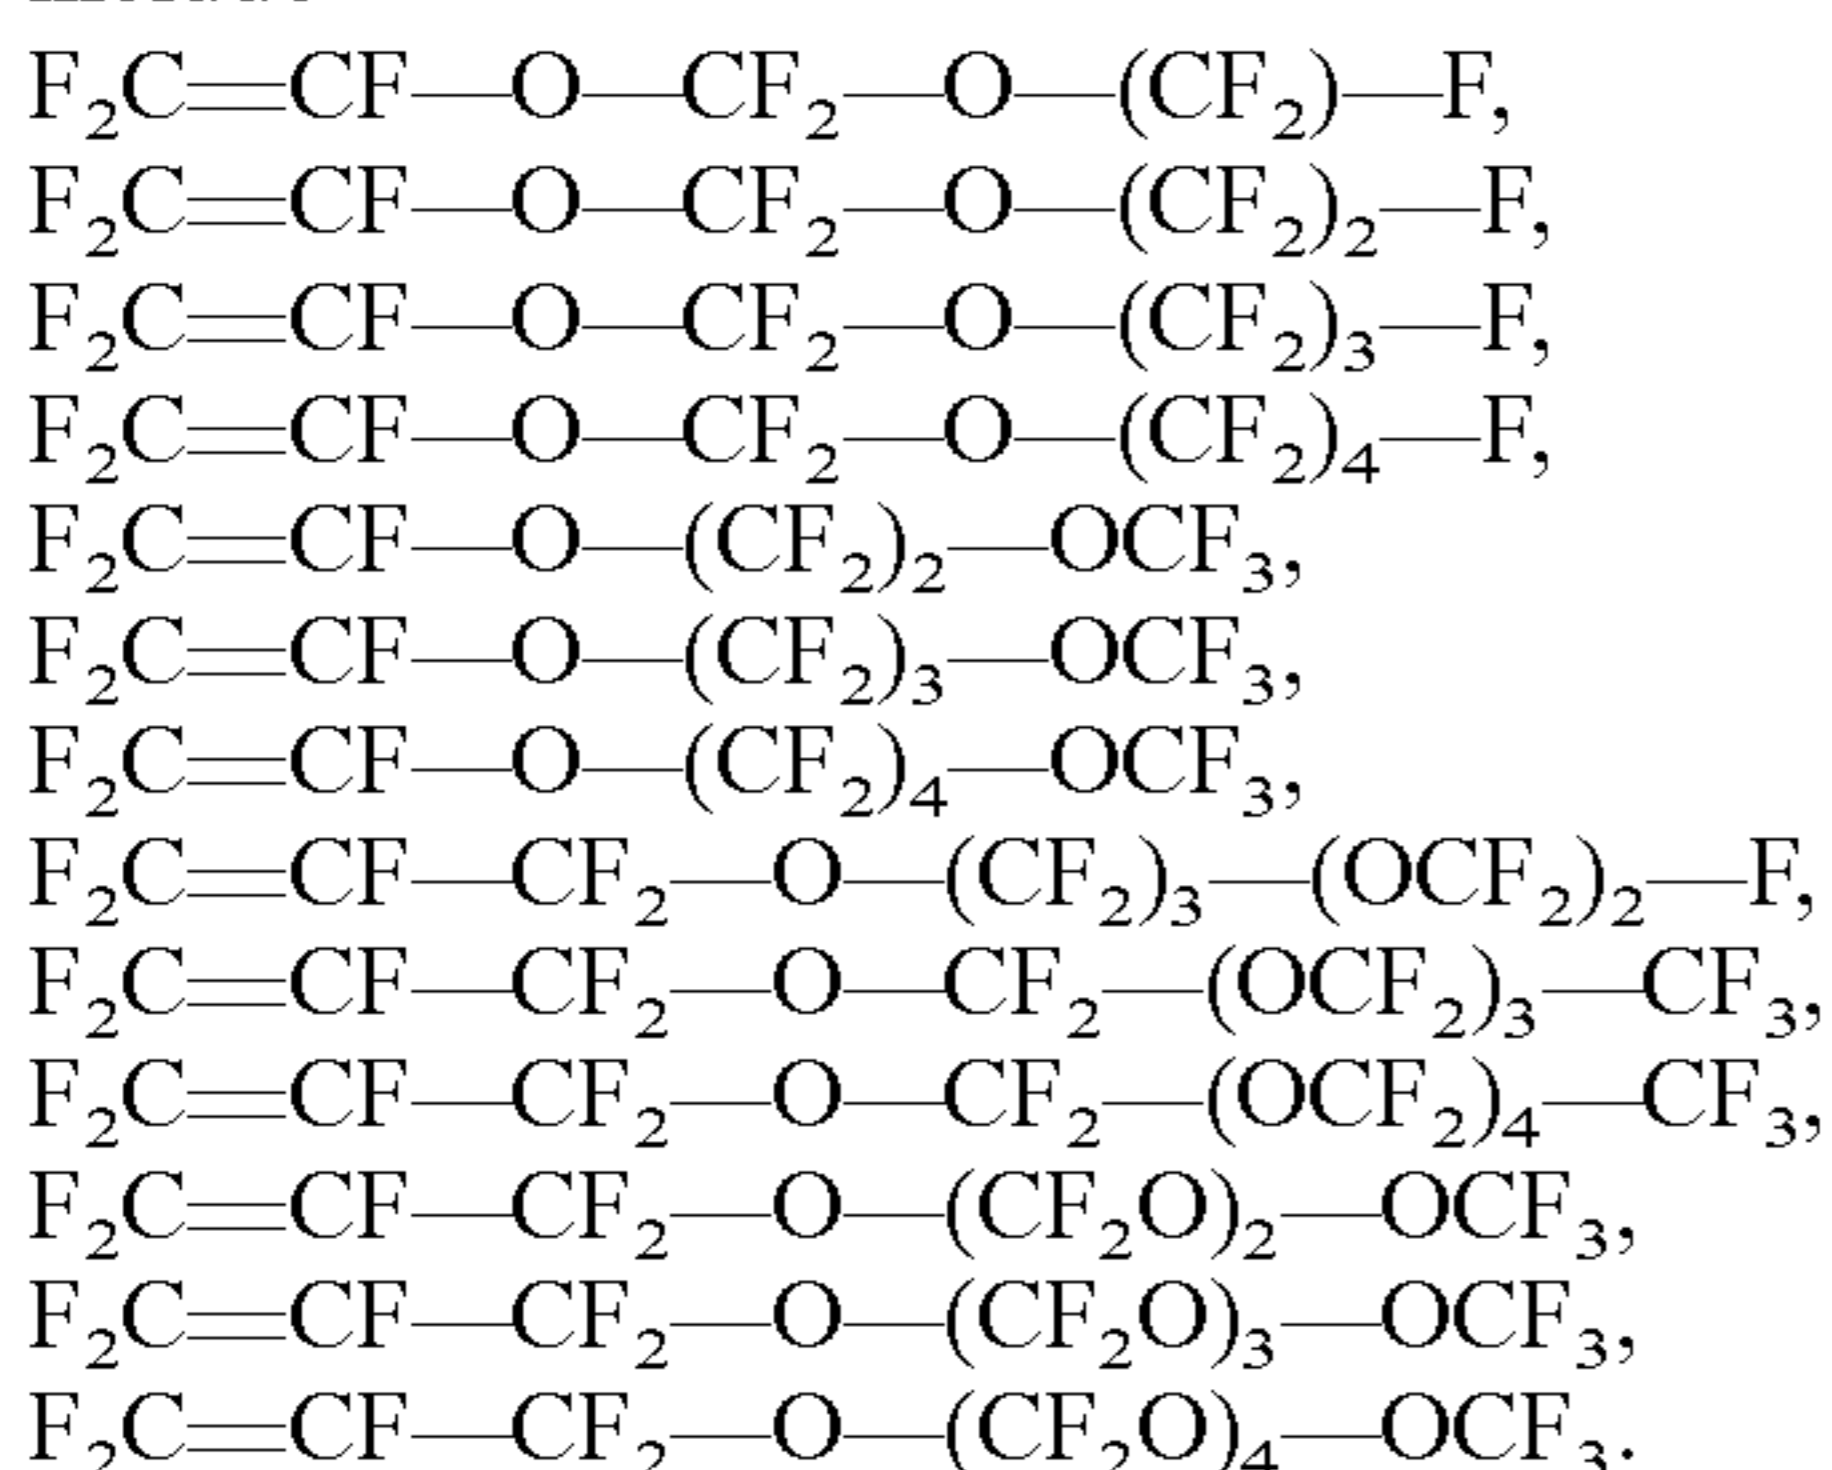 F₂C═CF—O—CF₂—O—(CF₂)—F,
F₂C═CF—O—CF₂—O—(CF₂)₂—F,
F₂C═CF—O—CF₂—O—(CF₂)₃—F,
F₂C═CF—O—CF₂—O—(CF₂)₄—F,
F₂C═CF—O—(CF₂)₂—OCF₃,
F₂C═CF—O—(CF₂)₃—OCF₃,
F₂C═CF—O—(CF₂)₄—OCF₃,
F₂C═CF—CF₂—O—(CF₂)₃—(OCF₂)₂—F,
F₂C═CF—CF₂—O—CF₂—(OCF₂)₃—CF₃,
F₂C═CF—CF₂—O—CF₂—(OCF₂)₄—CF₃,
F₂C═CF—CF₂—O—(CF₂O)₂—OCF₃,
F₂C═CF—CF₂—O—(CF₂O)₃—OCF₃,
F₂C═CF—CF₂—O—(CF₂O)₄—OCF₃.